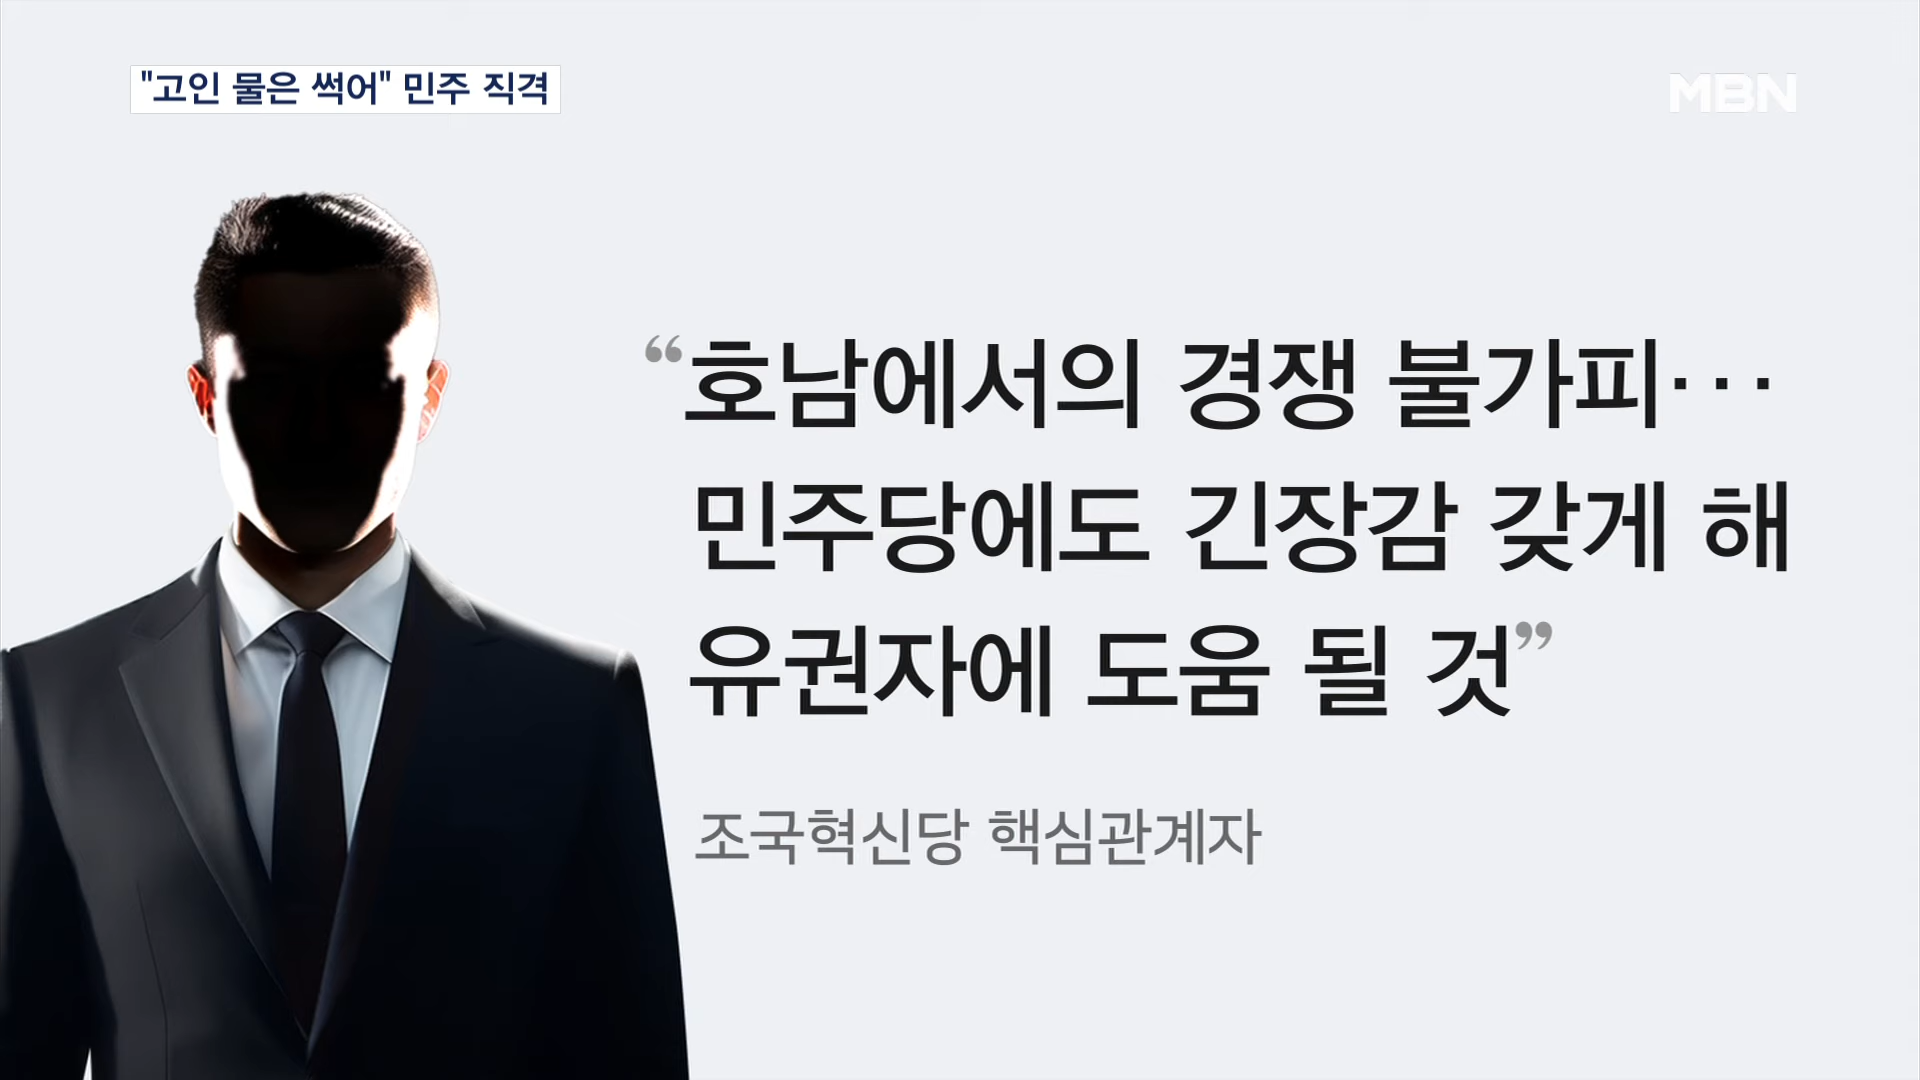 "고인 물은 썩어" 민주 직격
MBN
“호남에서의 경쟁 불가피···
민주당에도 긴장감 갖게 해
유권자에 도움 될 것”
조국혁신당 핵심관계자